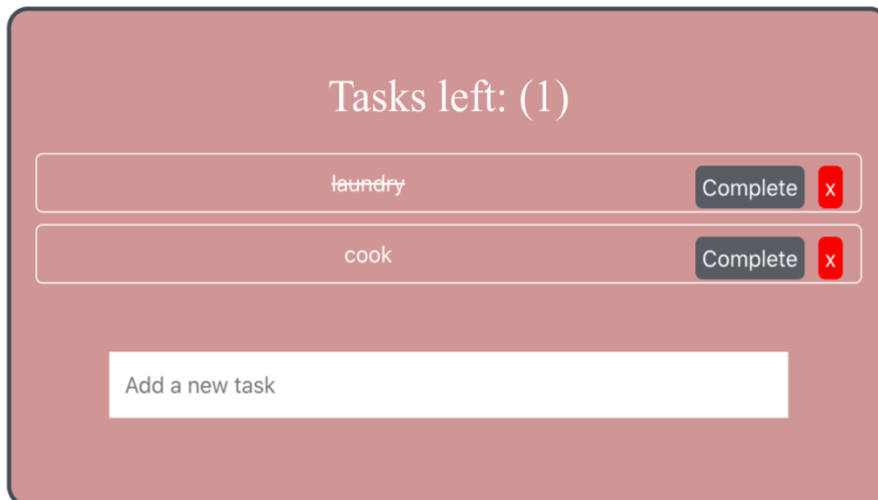 Tasks left: (1)
laundry Complete x
cook Complete x
Add a new task